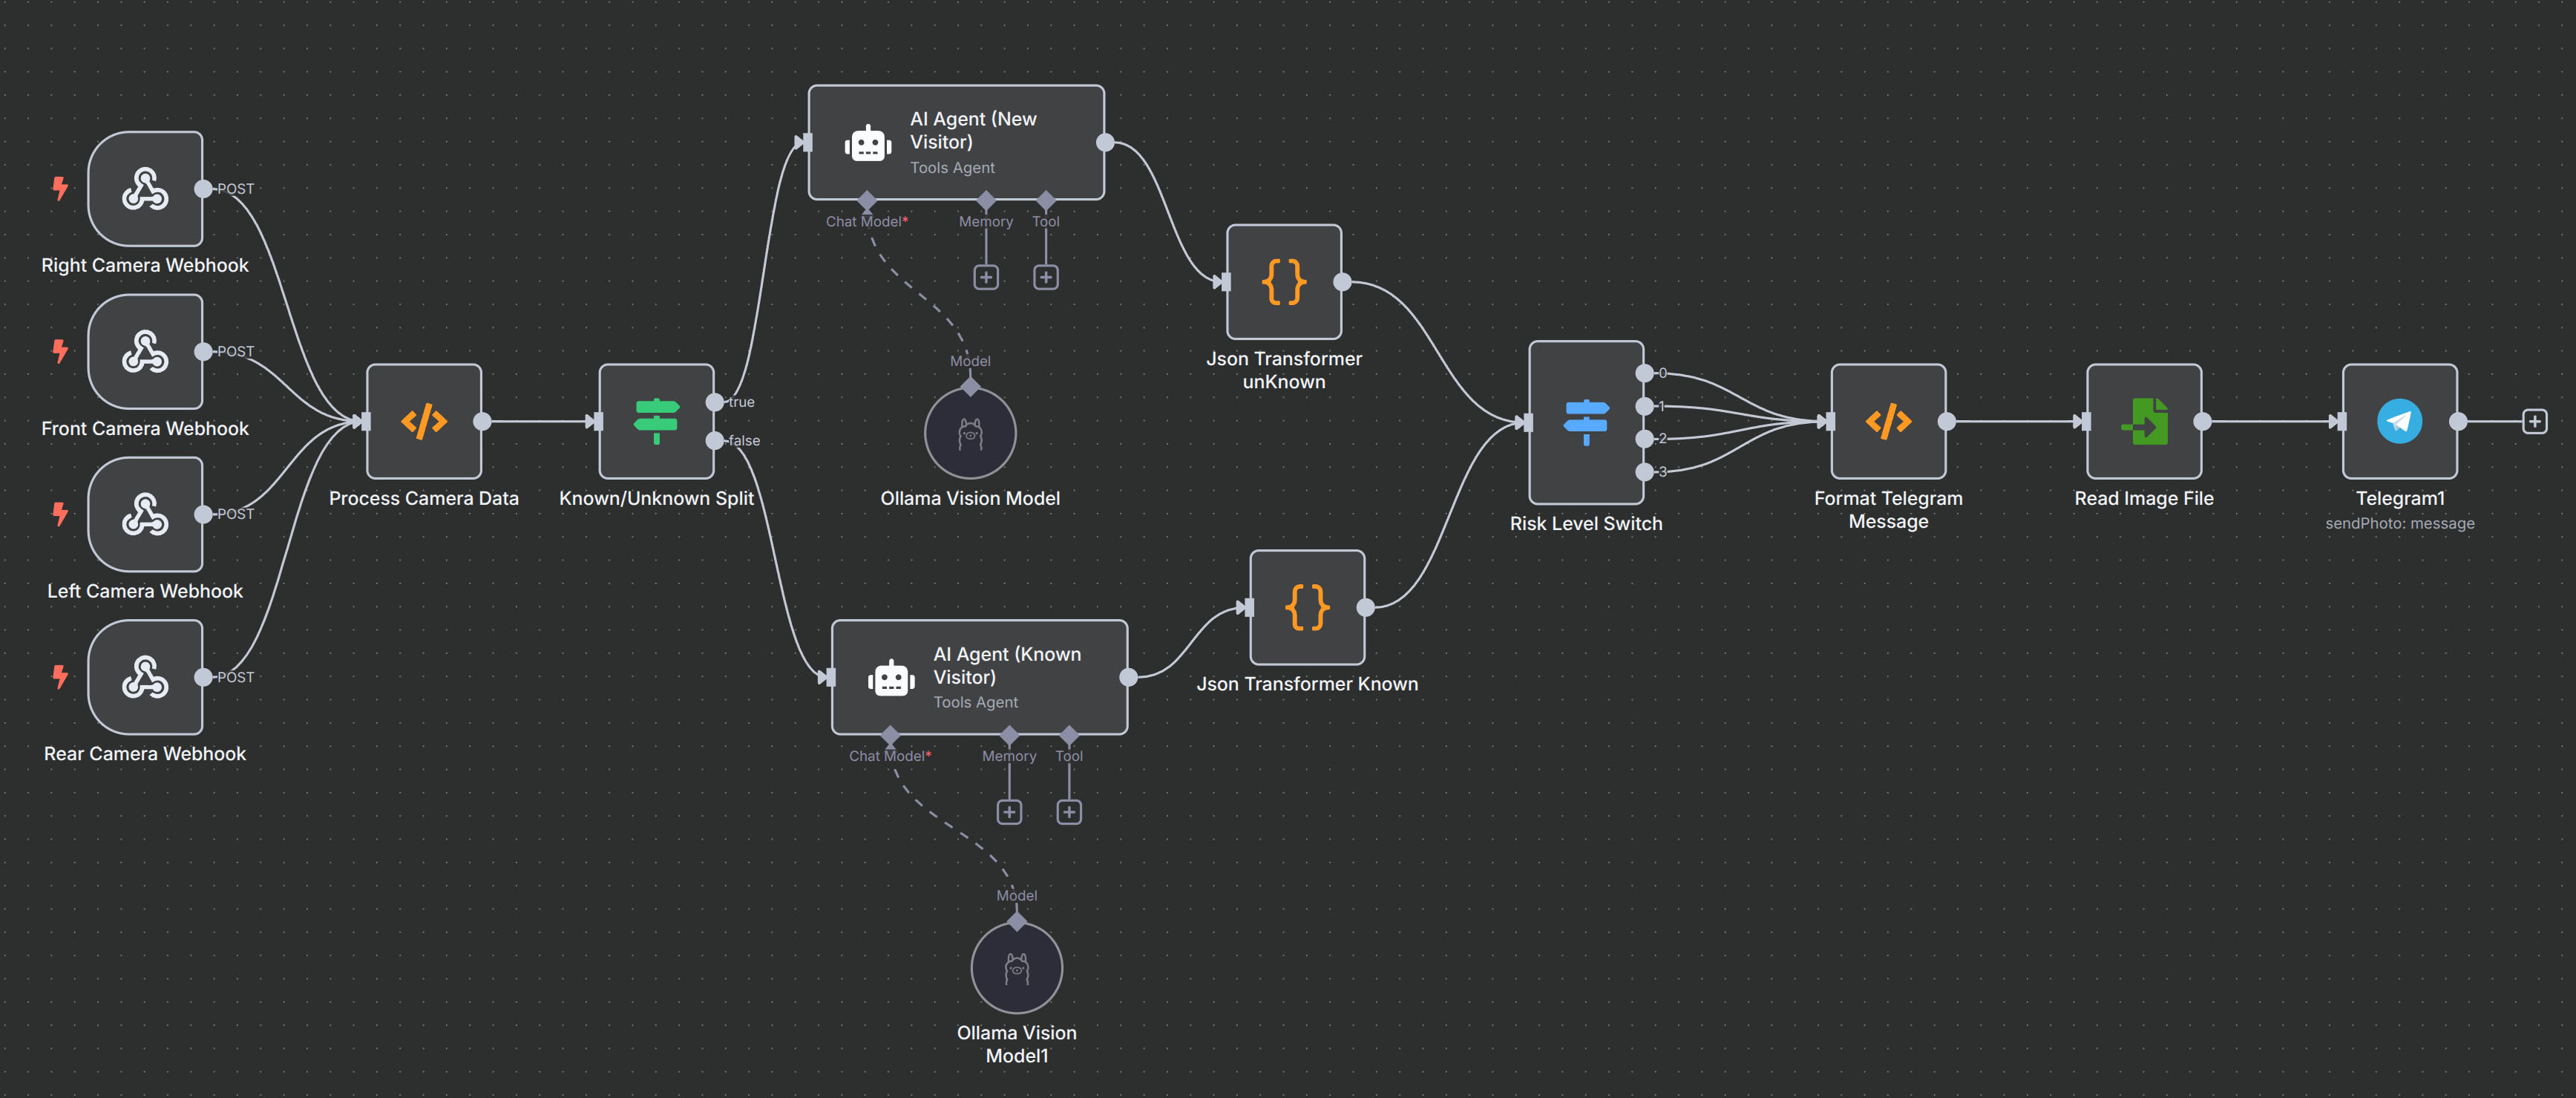 POST
Right Camera Webhook
POST
Front Camera Webhook
POST
Left Camera Webhook
POST
Rear Camera Webhook
Process Camera Data
true
false
Known/Unknown Split
AI Agent (New
Visitor)
Tools Agent
Chat Model*
Memory
Tool
Model
Ollama Vision Model
AI Agent (Known
Visitor)
Tools Agent
Chat Model*
Memory
Tool
Model
Ollama Vision
Model1
Json Transformer
unKnown
Json Transformer Known
0
1
2
3
Risk Level Switch
Format Telegram
Message
Read Image File
Telegram1
sendPhoto: message